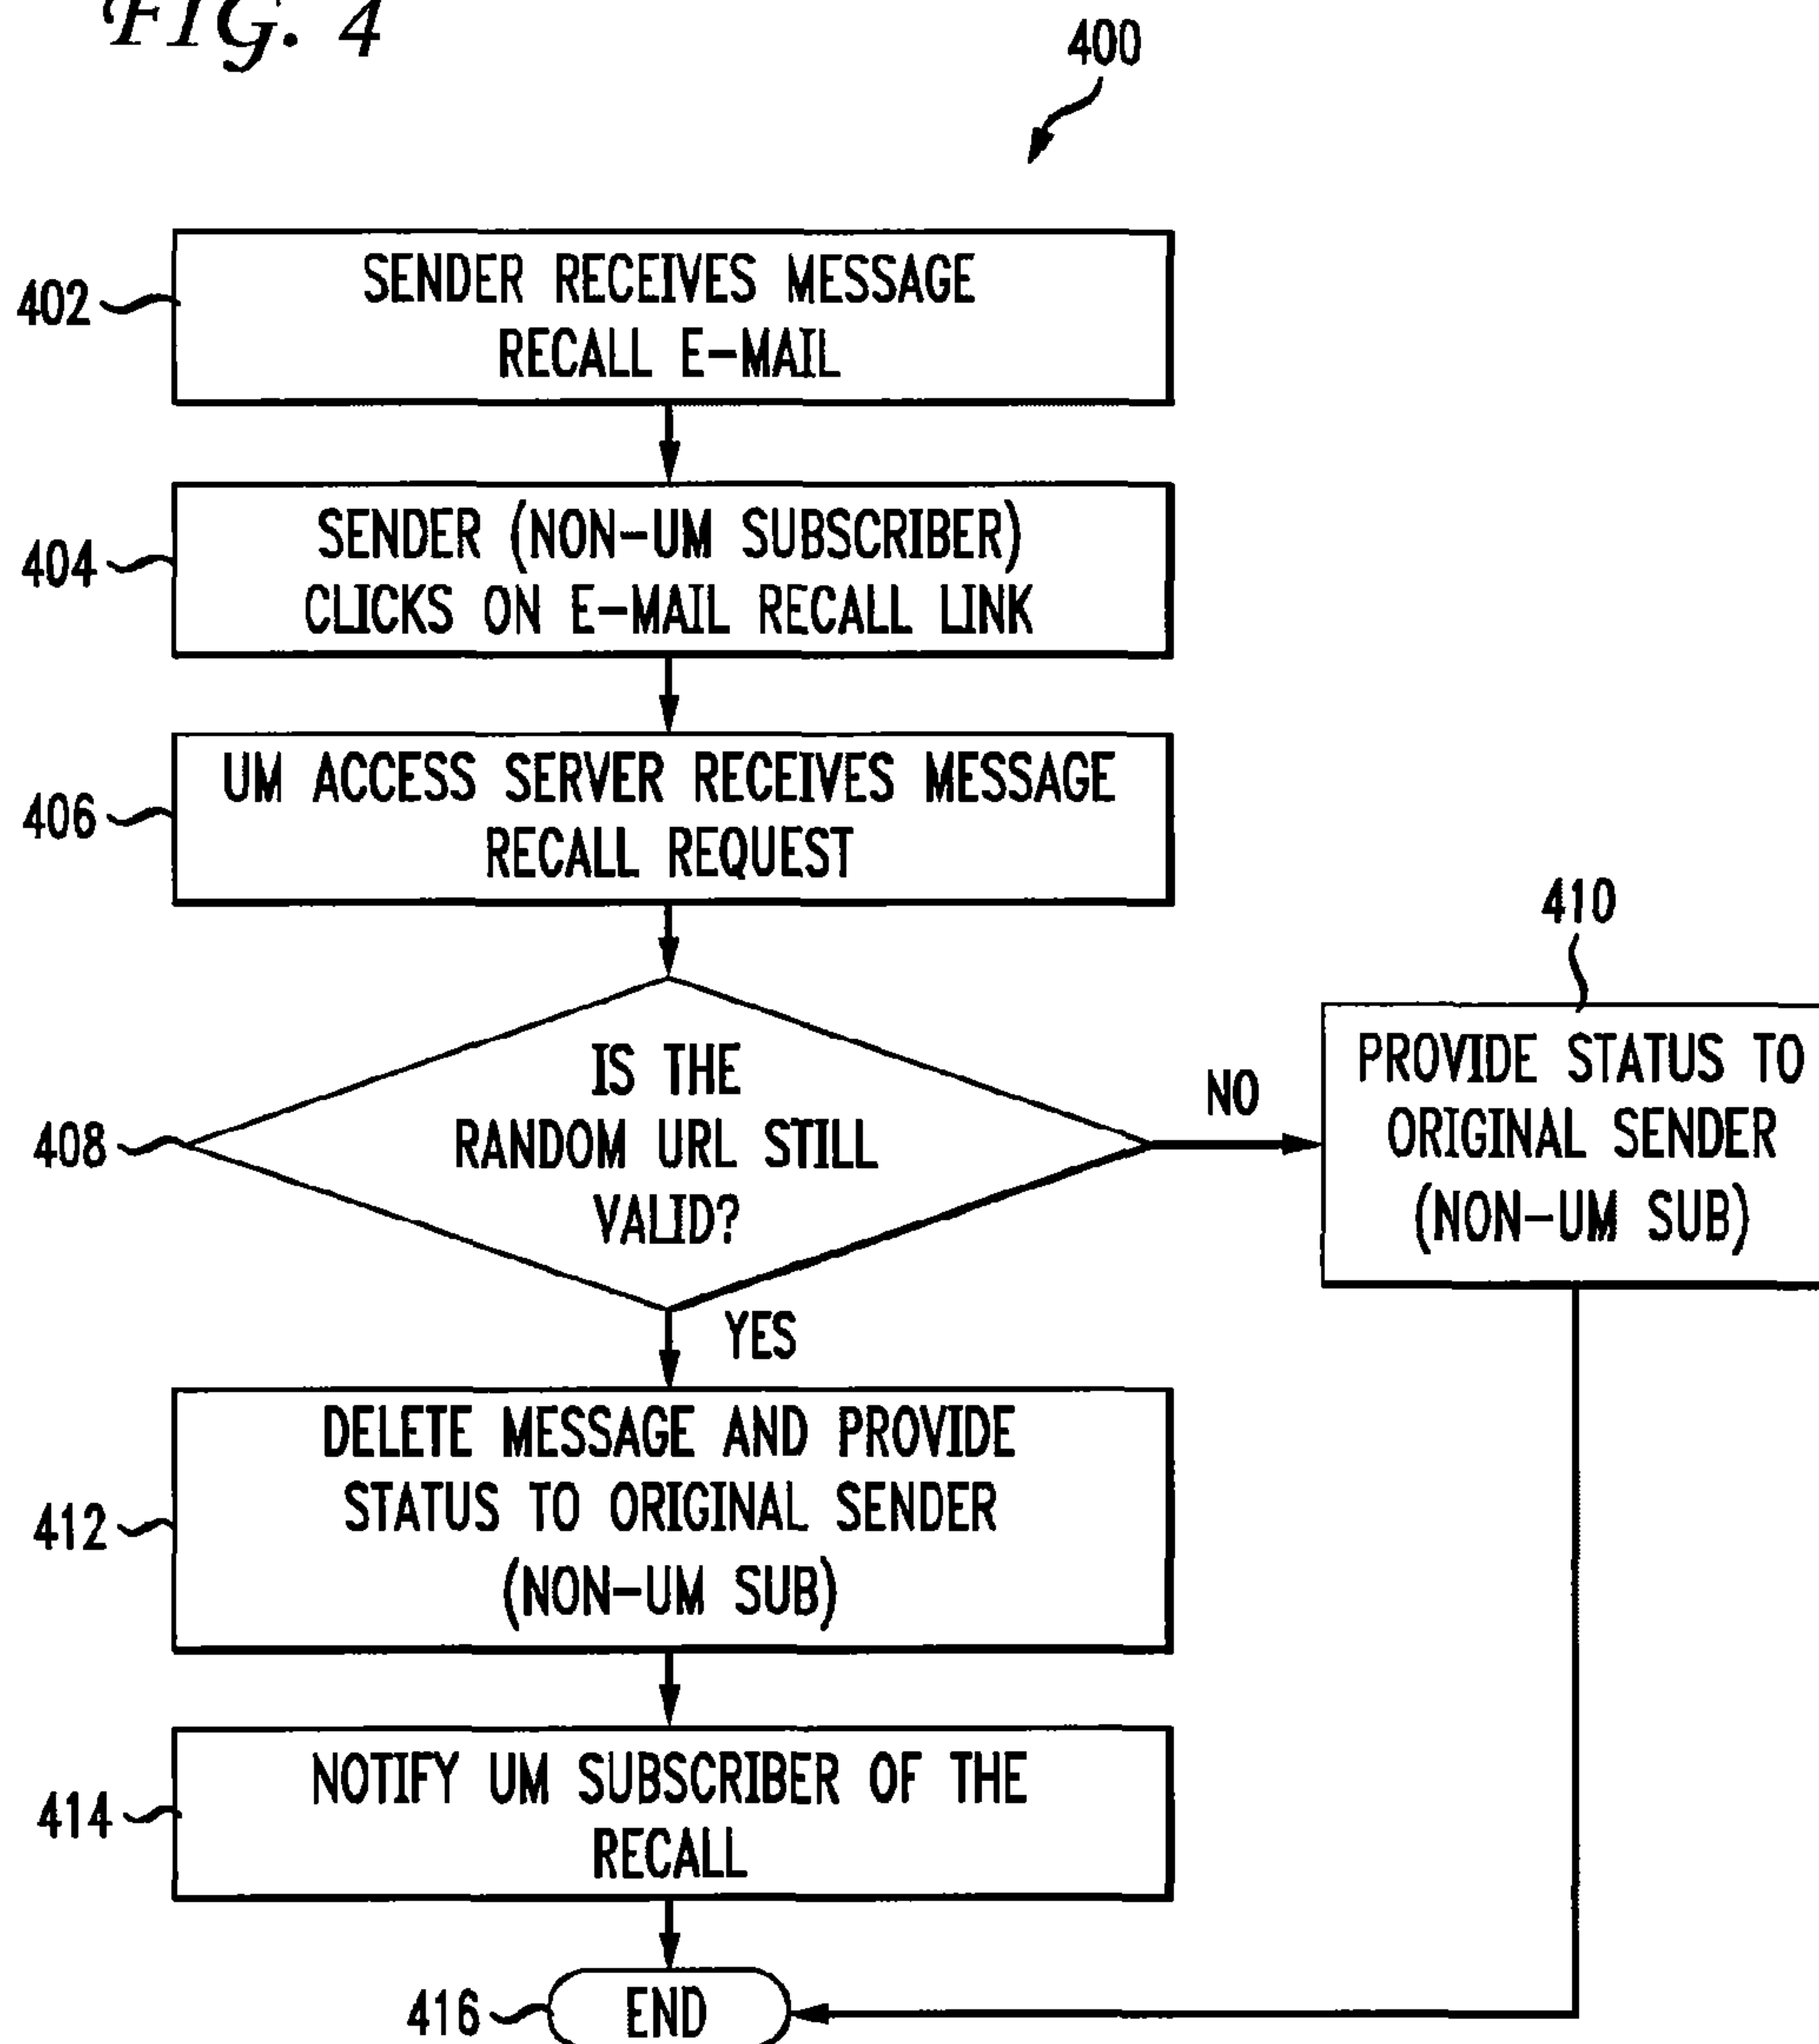 FIG. 4
400
402
SENDER RECEIVES MESSAGE
RECALL E-MAIL
404
SENDER (NON-UM SUBSCRIBER)
CLICKS ON E-MAIL RECALL LINK
406
UM ACCESS SERVER RECEIVES MESSAGE
RECALL REQUEST
408
IS THE
RANDOM URL STILL
VALID?
NO
410
PROVIDE STATUS TO
ORIGINAL SENDER
(NON-UM SUB)
YES
412
DELETE MESSAGE AND PROVIDE
STATUS TO ORIGINAL SENDER
(NON-UM SUB)
414
NOTIFY UM SUBSCRIBER OF THE
RECALL
416
END